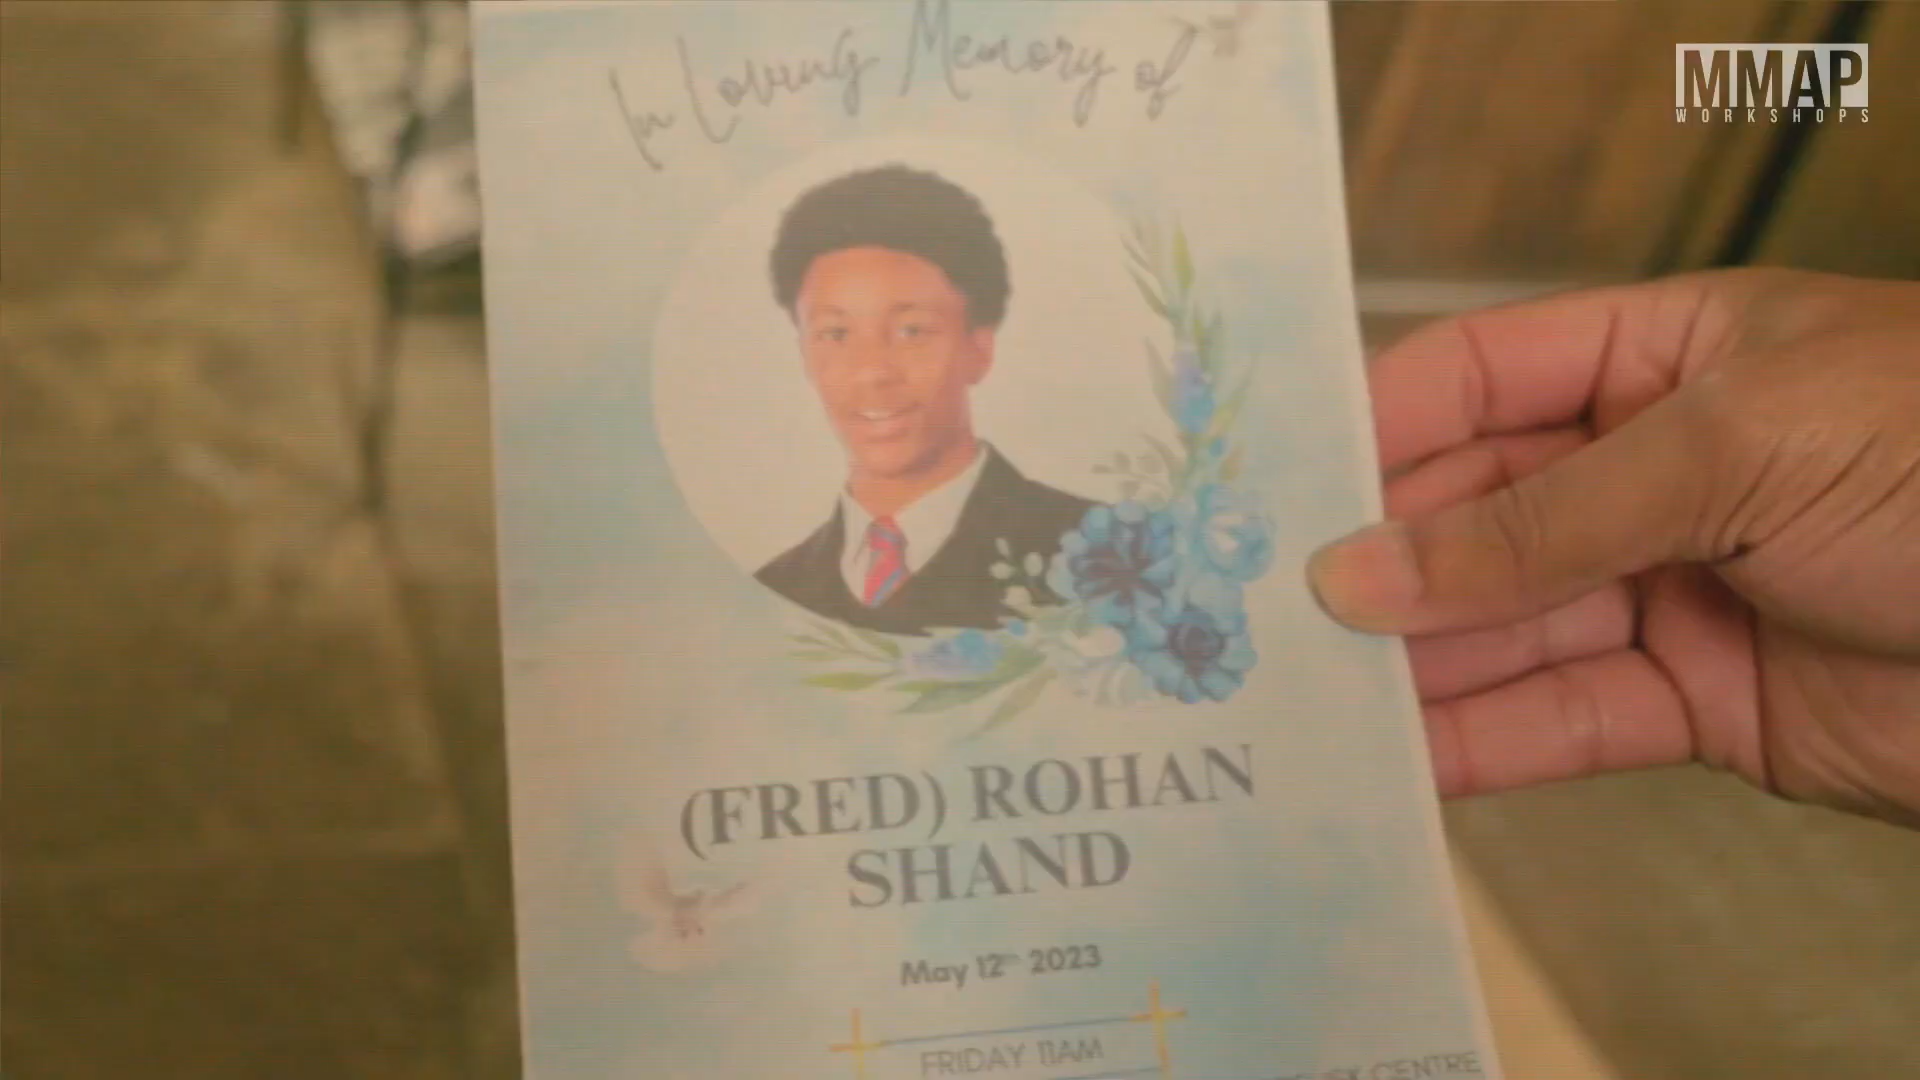 MMAP
WORKSHOPS
In Loving Memory of
(FRED) ROHAN
SHAND
May 12th 2023
FRIDAY 11AM
CENTRE